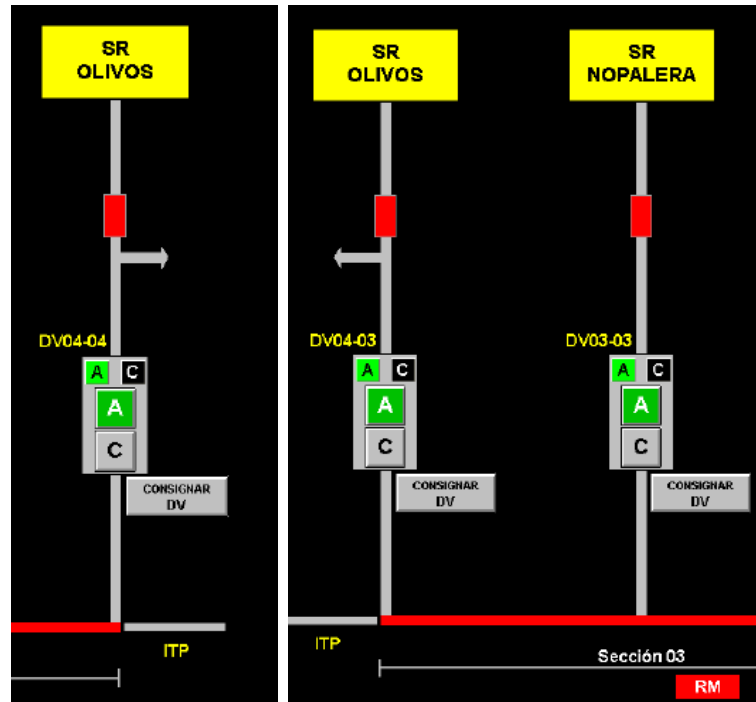 SR
OLIVOS
DV04-04
A C
A
C
CONSIGNAR
DV
ITP
SR
OLIVOS
SR
NOPALERA
DV04-03
DV03-03
A C
A C
A
A
C
C
CONSIGNAR
DV
CONSIGNAR
DV
ITP
Sección 03
RM